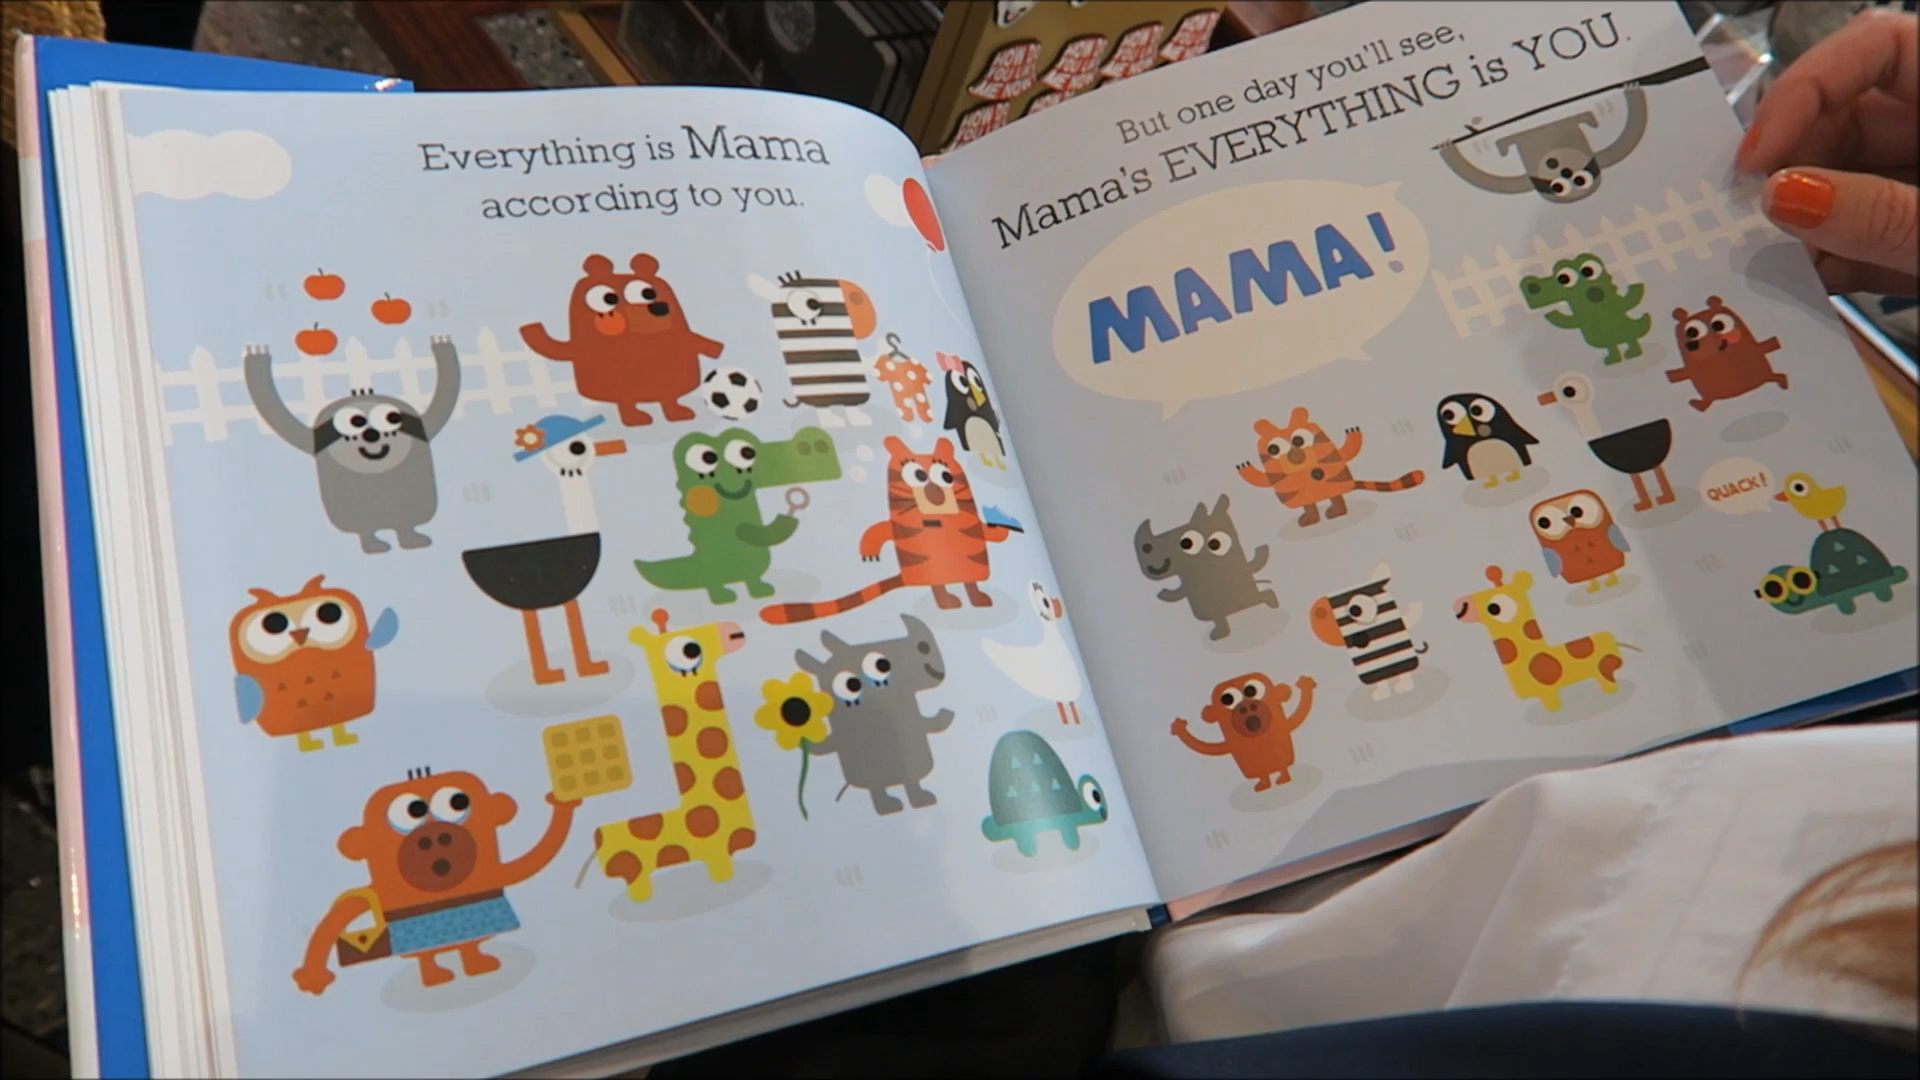 Everything is Mama
according to you.
But one day you'll see,
Mama's EVERYTHING is YOU.
MAMA!
QUACK!